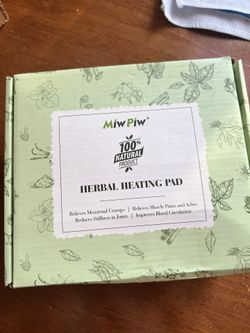 MiW PiW
100%
NATURAL
PRODUCT
HERBAL HEATING PAD
Relieves Menstrual Cramps | Relieves Muscle Pains and Aches
Reduces Stiffness in Joints | Improves Blood Circulation